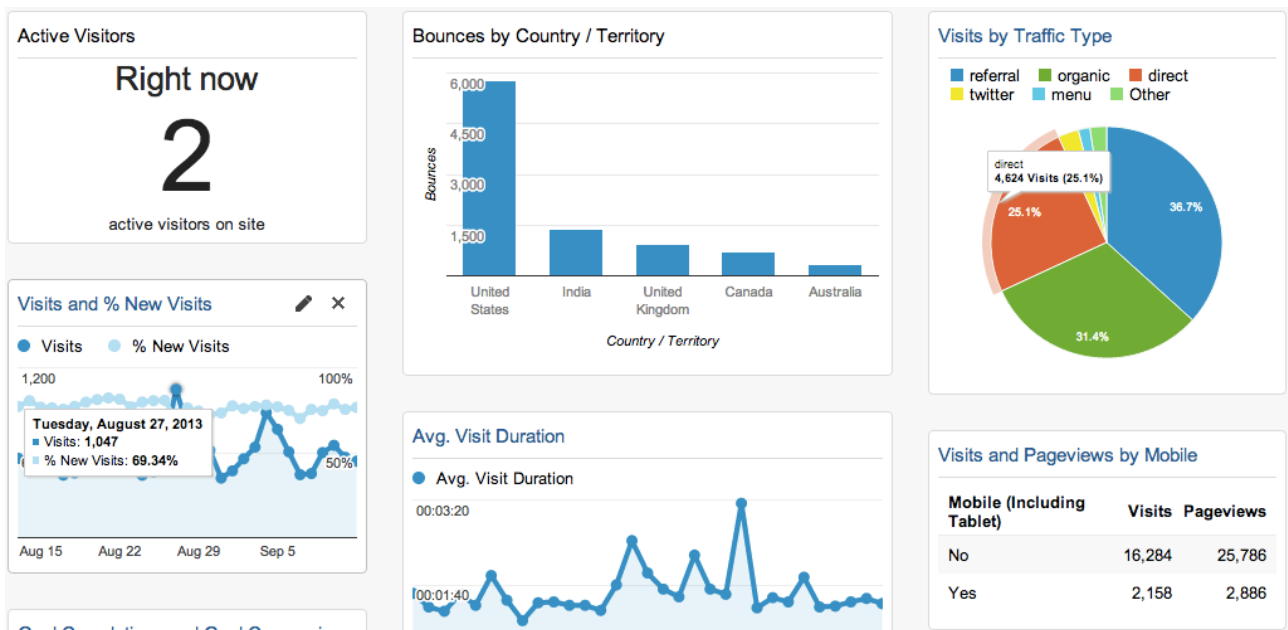 Active Visitors
Right now
2
active visitors on site
Visits and % New Visits
Visits % New Visits
1,200 100%
Tuesday, August 27, 2013
Visits: 1,047
% New Visits: 69.34%
50%
Aug 15 Aug 22 Aug 29 Sep 5
Bounces by Country / Territory
6,000
4,500
3,000
1,500
Bounces
United States
India
United Kingdom
Canada
Australia
Country / Territory
Avg. Visit Duration
Avg. Visit Duration
00:03:20
00:01:40
Visits by Traffic Type
referral organic direct
twitter menu Other
direct
4,624 Visits (25.1%)
36.7%
25.1%
31.4%
Visits and Pageviews by Mobile
Mobile (Including
Tablet) Visits Pageviews
No 16,284 25,786
Yes 2,158 2,886